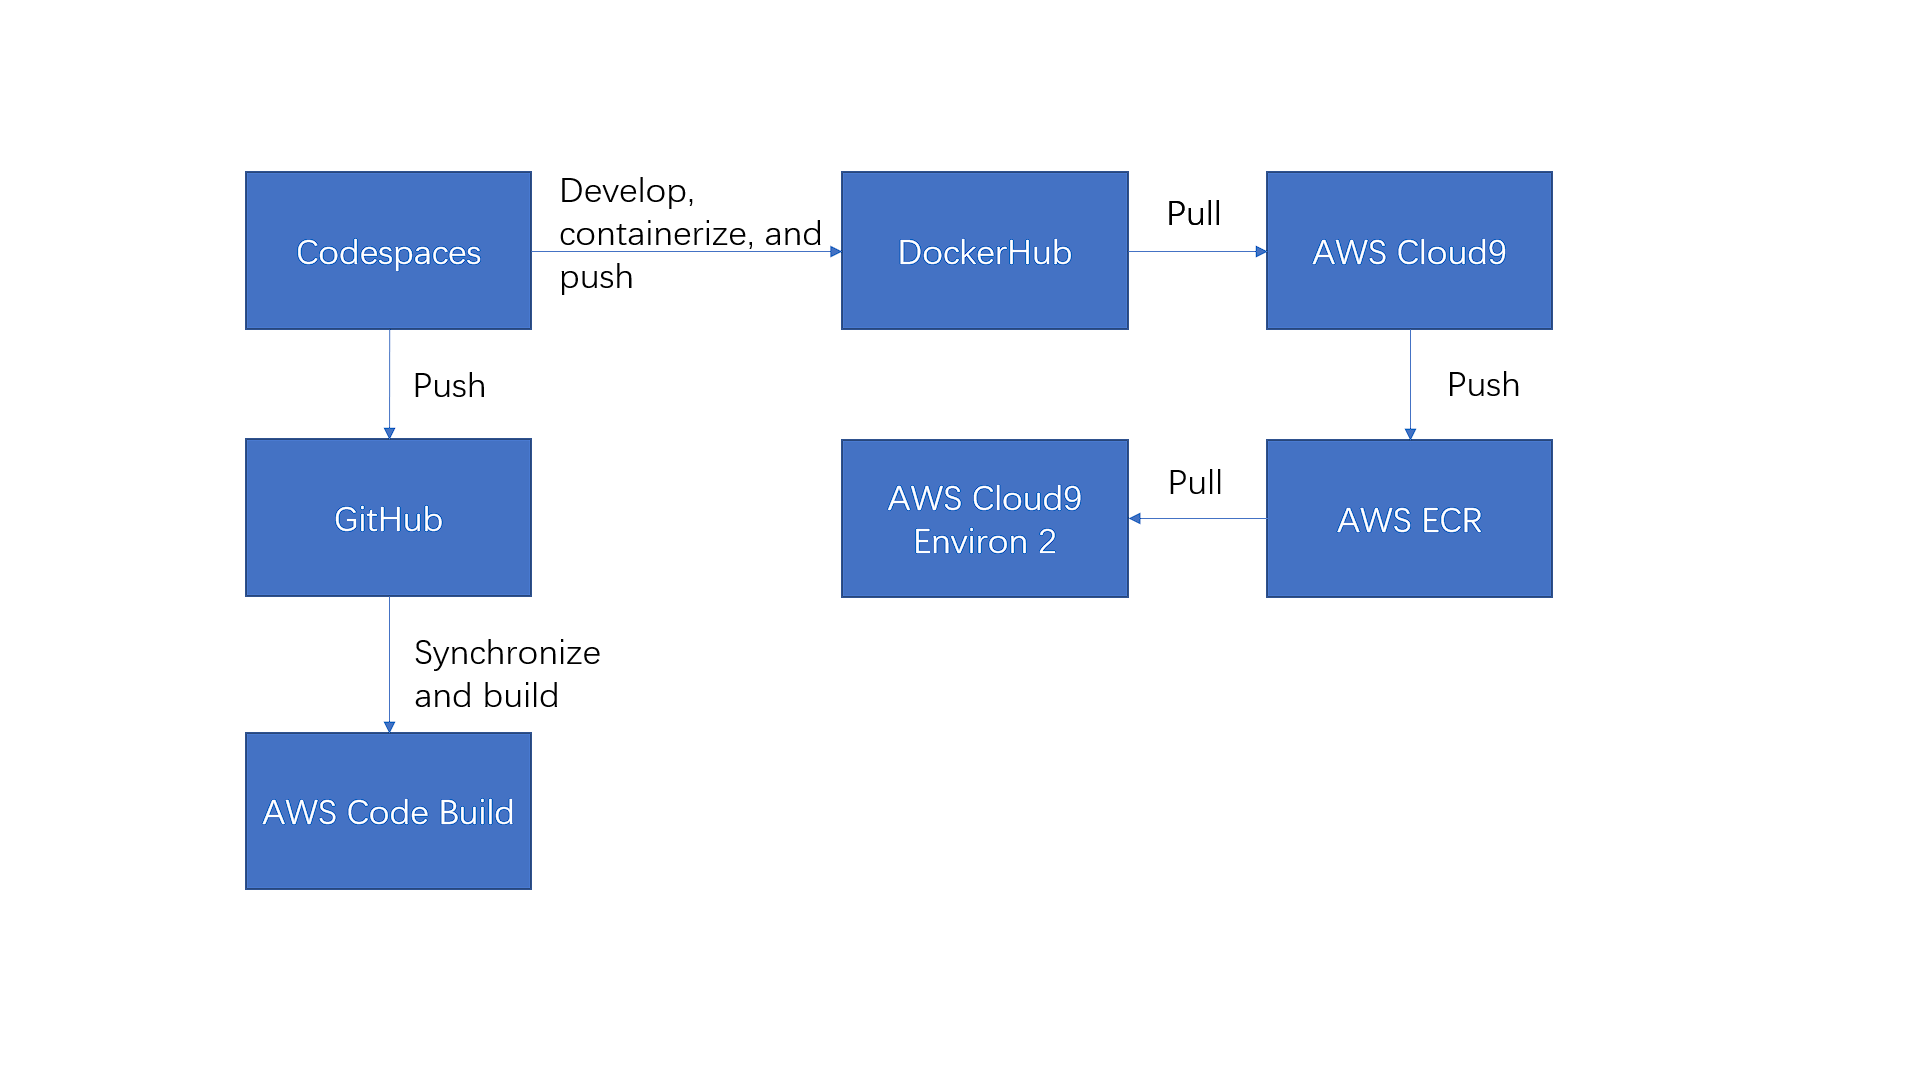 Codespaces
Develop,
containerize, and
push
DockerHub
Pull
AWS Cloud9
Push
Push
GitHub
AWS Cloud9
Environ 2
Pull
AWS ECR
Synchronize
and build
AWS Code Build